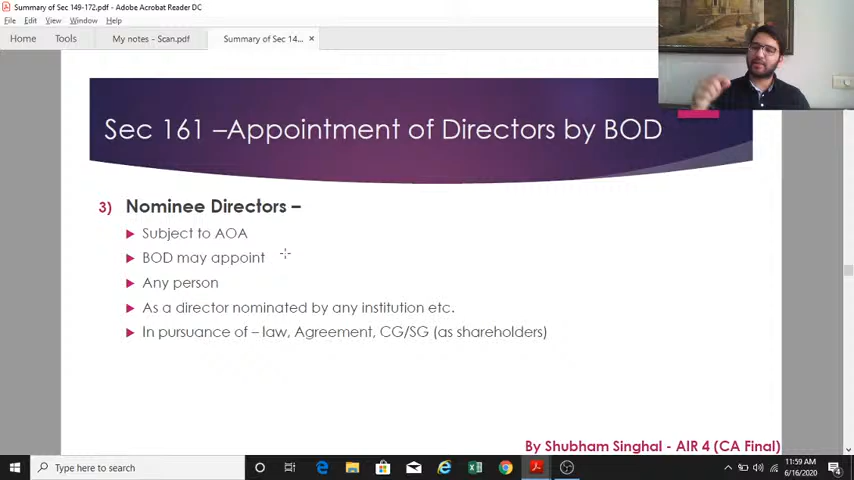 Summary of Sec 149-172.pdf - Adobe Acrobat Reader DC
File Edit View Window Help
Home Tools My notes - Scan.pdf Summary of Sec 14... ×
Sec 161 –Appointment of Directors by BOD
3) Nominee Directors –
Subject to AOA
BOD may appoint
Any person
As a director nominated by any institution etc.
In pursuance of – law, Agreement, CG/SG (as shareholders)
By Shubham Singhal - AIR 4 (CA Final)
Type here to search
11:59 AM
6/16/2020